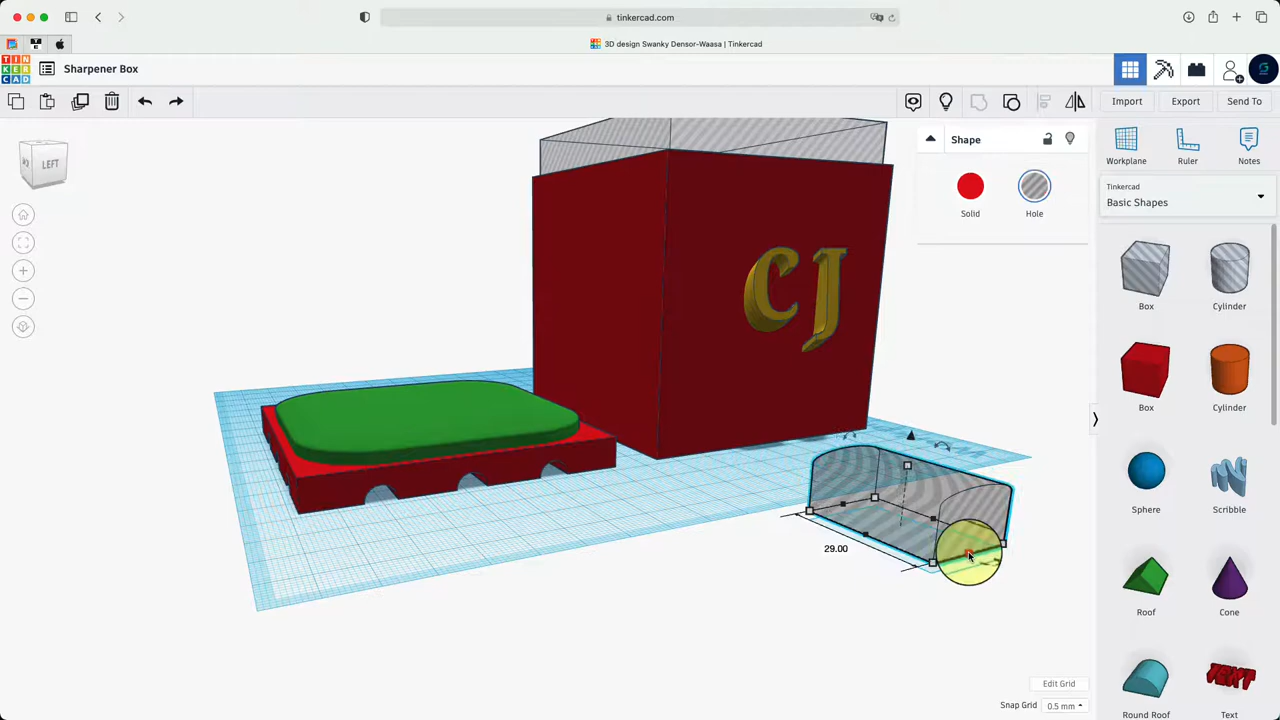 tinkercad.com
3D design Swanky Densor-Waasa | Tinkercad
TIN
KER
CAD
Sharpener Box
Import
Export
Send To
LEFT
Shape
Solid
Hole
Workplane
Ruler
Notes
Tinkercad
Basic Shapes
CJ
Box
Cylinder
Box
Cylinder
29.00
Sphere
Scribble
Roof
Cone
TEXT
Round Roof
Text
Edit Grid
Snap Grid
0.5 mm